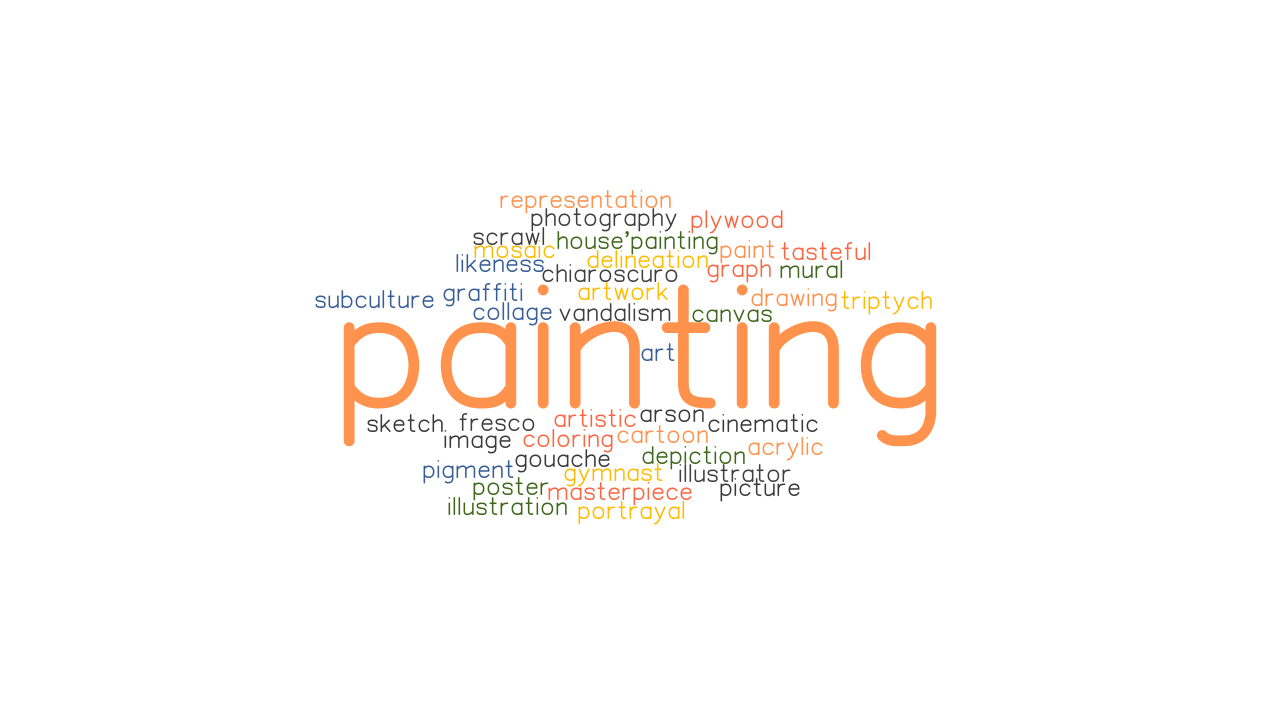 representation
photography plywood
scrawl house'painting
mosaic delineation paint tasteful
likeness chiaroscuro graph mural
subculture graffiti artwork drawing triptych
collage vandalism canvas
painting
art
sketch fresco artistic arson cinematic
image coloring cartoon acrylic
gouache depiction
pigment gymnast illustrator
poster masterpiece picture
illustration portrayal